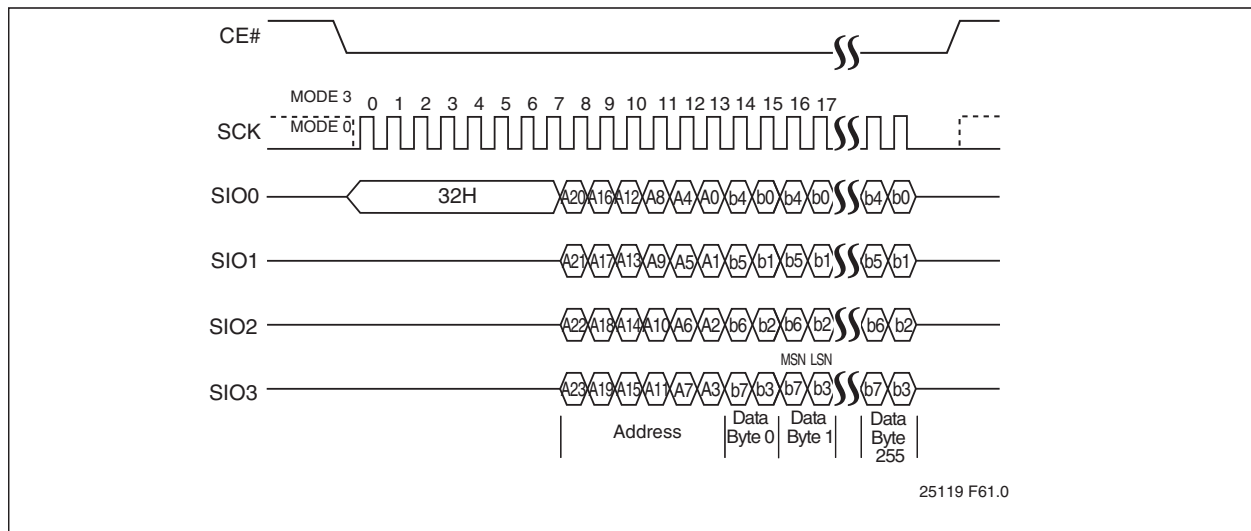 CE#
MODE 3
0 1 2 3 4 5 6 7 8 9 10 11 12 13 14 15 16 17
SCK
MODE 0
SIO0
32H
A20 A16 A12 A8 A4 A0 b4 b0 b4 b0 b4 b0
SIO1
A21 A17 A13 A9 A5 A1 b5 b1 b5 b1 b5 b1
SIO2
A22 A18 A14 A10 A6 A2 b6 b2 b6 b2 b6 b2
MSN LSN
SIO3
A23 A19 A15 A11 A7 A3 b7 b3 b7 b3 b7 b3
Address
Data
Byte 0
Data
Byte 1
Data
Byte
255
25119 F61.0